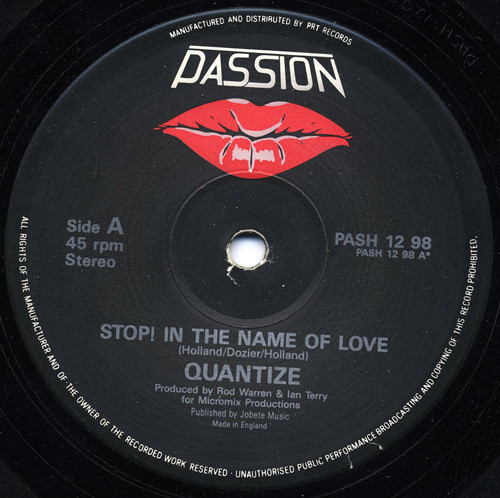 MANUFACTURED AND DISTRIBUTED BY PRT RECORDS
PASSION
Side A
45 rpm
Stereo
PASH 12 98
PASH 12 98 A*
STOP! IN THE NAME OF LOVE
(Holland/Dozier/Holland)
QUANTIZE
Produced by Rod Warren & Ian Terry
for Micromix Productions
Published by Jobete Music
Made in England
ALL RIGHTS OF THE MANUFACTURER AND OF THE OWNER OF THE RECORDED WORK RESERVED · UNAUTHORISED PUBLIC PERFORMANCE BROADCASTING AND COPYING OF THIS RECORD PROHIBITED.